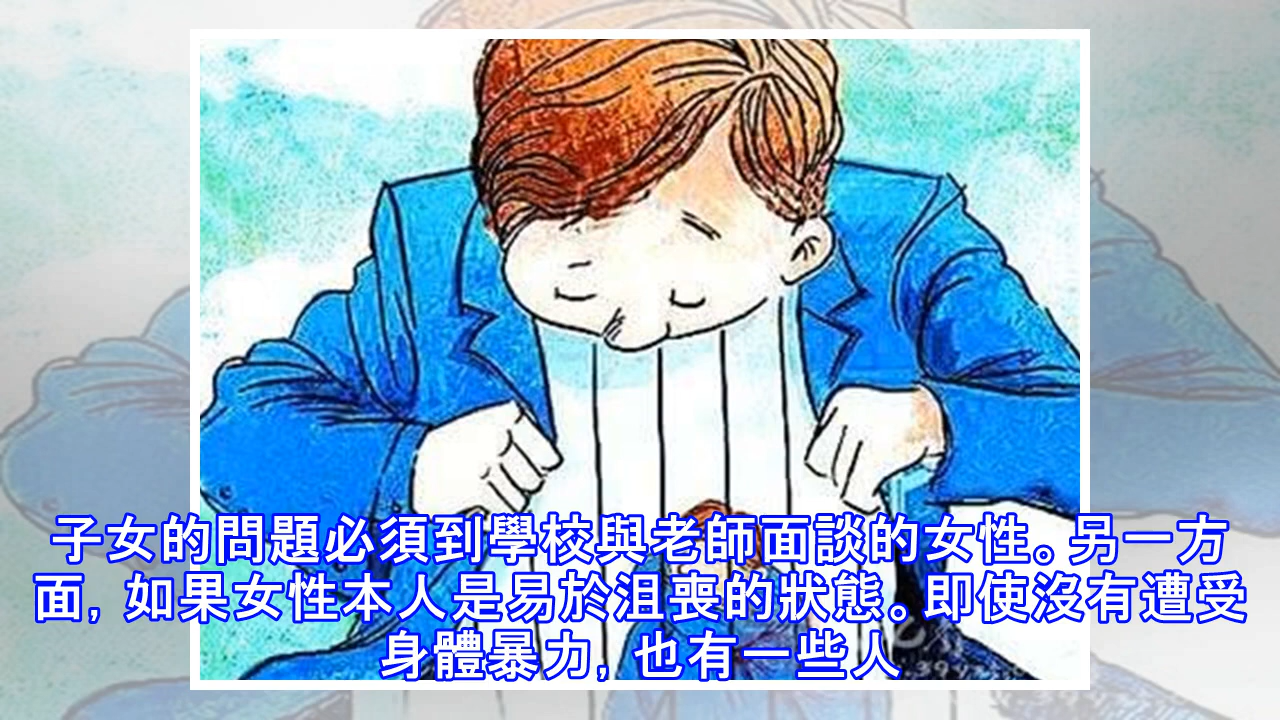 子女的問題必須到學校與老師面談的女性。另一方
面, 如果女性本人是易於沮喪的狀態。即使沒有遭受
身體暴力, 也有一些人